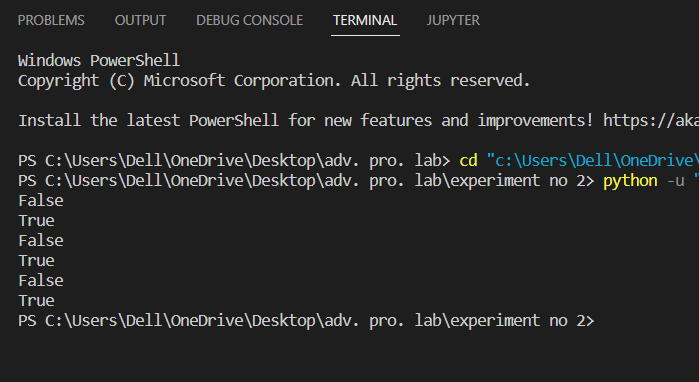 PROBLEMS OUTPUT DEBUG CONSOLE TERMINAL JUPYTER
Windows PowerShell
Copyright (C) Microsoft Corporation. All rights reserved.
Install the latest PowerShell for new features and improvements! https://aka
PS C:\Users\Dell\OneDrive\Desktop\adv. pro. lab> cd "c:\Users\Dell\OneDrive\
PS C:\Users\Dell\OneDrive\Desktop\adv. pro. lab\experiment no 2> python -u "
False
True
False
True
False
True
PS C:\Users\Dell\OneDrive\Desktop\adv. pro. lab\experiment no 2>